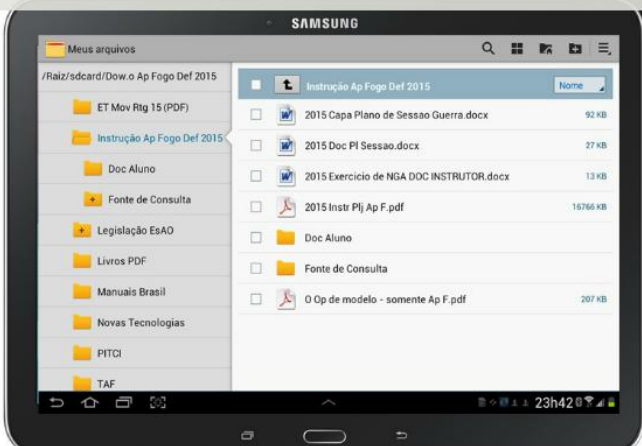 SAMSUNG
Meus arquivos
/Raiz/sdcard/Dow.o Ap Fogo Def 2015
ET Mov Rtg 15 (PDF)
Instrução Ap Fogo Def 2015
Doc Aluno
Fonte de Consulta
Legislação EsAO
Livros PDF
Manuais Brasil
Novas Tecnologias
PITCI
TAF
Instrução Ap Fogo Def 2015 Nome
2015 Capa Plano de Sessao Guerra.docx 92 KB
2015 Doc Pl Sessao.docx 27 KB
2015 Exercicio de NGA DOC INSTRUTOR.docx 13 KB
2015 Instr Plj Ap F.pdf 16766 KB
Doc Aluno
Fonte de Consulta
O Op de modelo - somente Ap F.pdf 207 KB
23h42